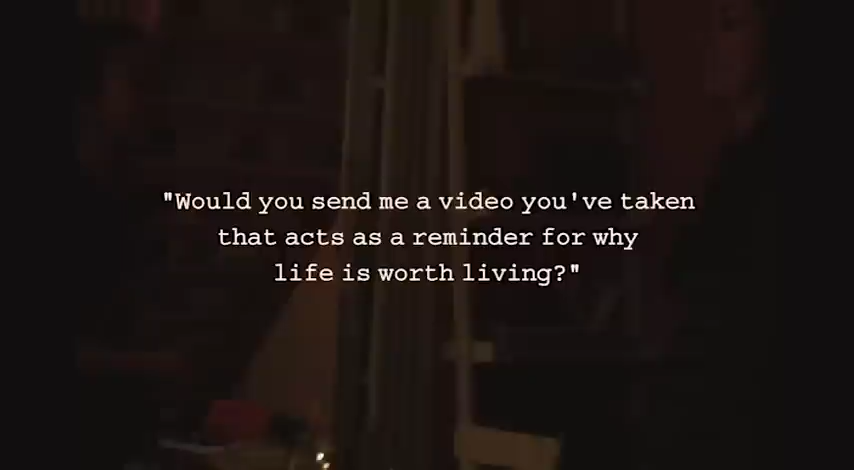 "Would you send me a video you've taken
that acts as a reminder for why
life is worth living?"